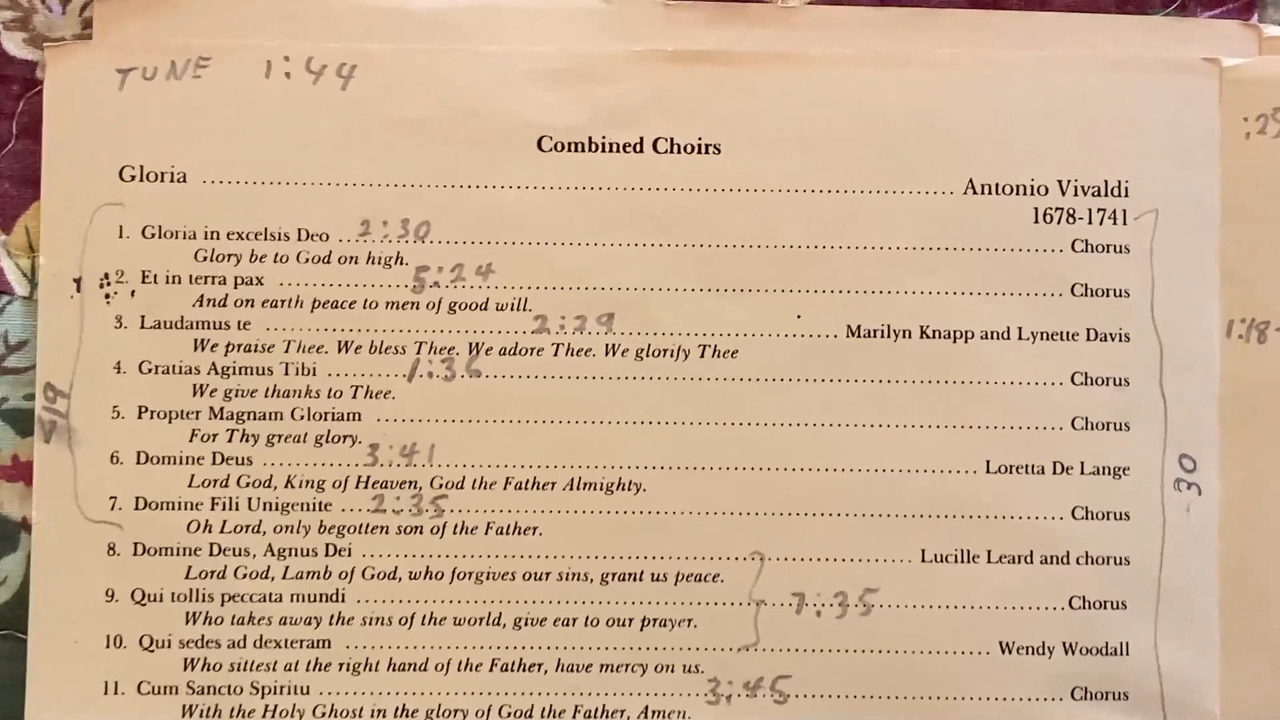 TUNE 1:44
Combined Choirs
Gloria ........ Antonio Vivaldi
1678-1741
1. Gloria in excelsis Deo ... 2:30 ........ Chorus
Glory be to God on high.
2. Et in terra pax ........ 5:24 ........ Chorus
And on earth peace to men of good will.
3. Laudamus te ........ 2:29 ........ Marilyn Knapp and Lynette Davis
We praise Thee. We bless Thee. We adore Thee. We glorify Thee
4. Gratias Agimus Tibi ........ 1:36 ........ Chorus
We give thanks to Thee.
5. Propter Magnam Gloriam ........ Chorus
For Thy great glory.
6. Domine Deus ........ 3:41 ........ Loretta De Lange
Lord God, King of Heaven, God the Father Almighty.
7. Domine Fili Unigenite .... 2:35 ........ Chorus
Oh Lord, only begotten son of the Father.
8. Domine Deus, Agnus Dei ........ Lucille Leard and chorus
Lord God, Lamb of God, who forgives our sins, grant us peace.
9. Qui tollis peccata mundi ........ 7:35 ........ Chorus
Who takes away the sins of the world, give ear to our prayer.
10. Qui sedes ad dexteram ........ Wendy Woodall
Who sittest at the right hand of the Father, have mercy on us.
11. Cum Sancto Spiritu ........ 3:45 ........ Chorus
With the Holy Ghost in the glory of God the Father, Amen.
30
1:18